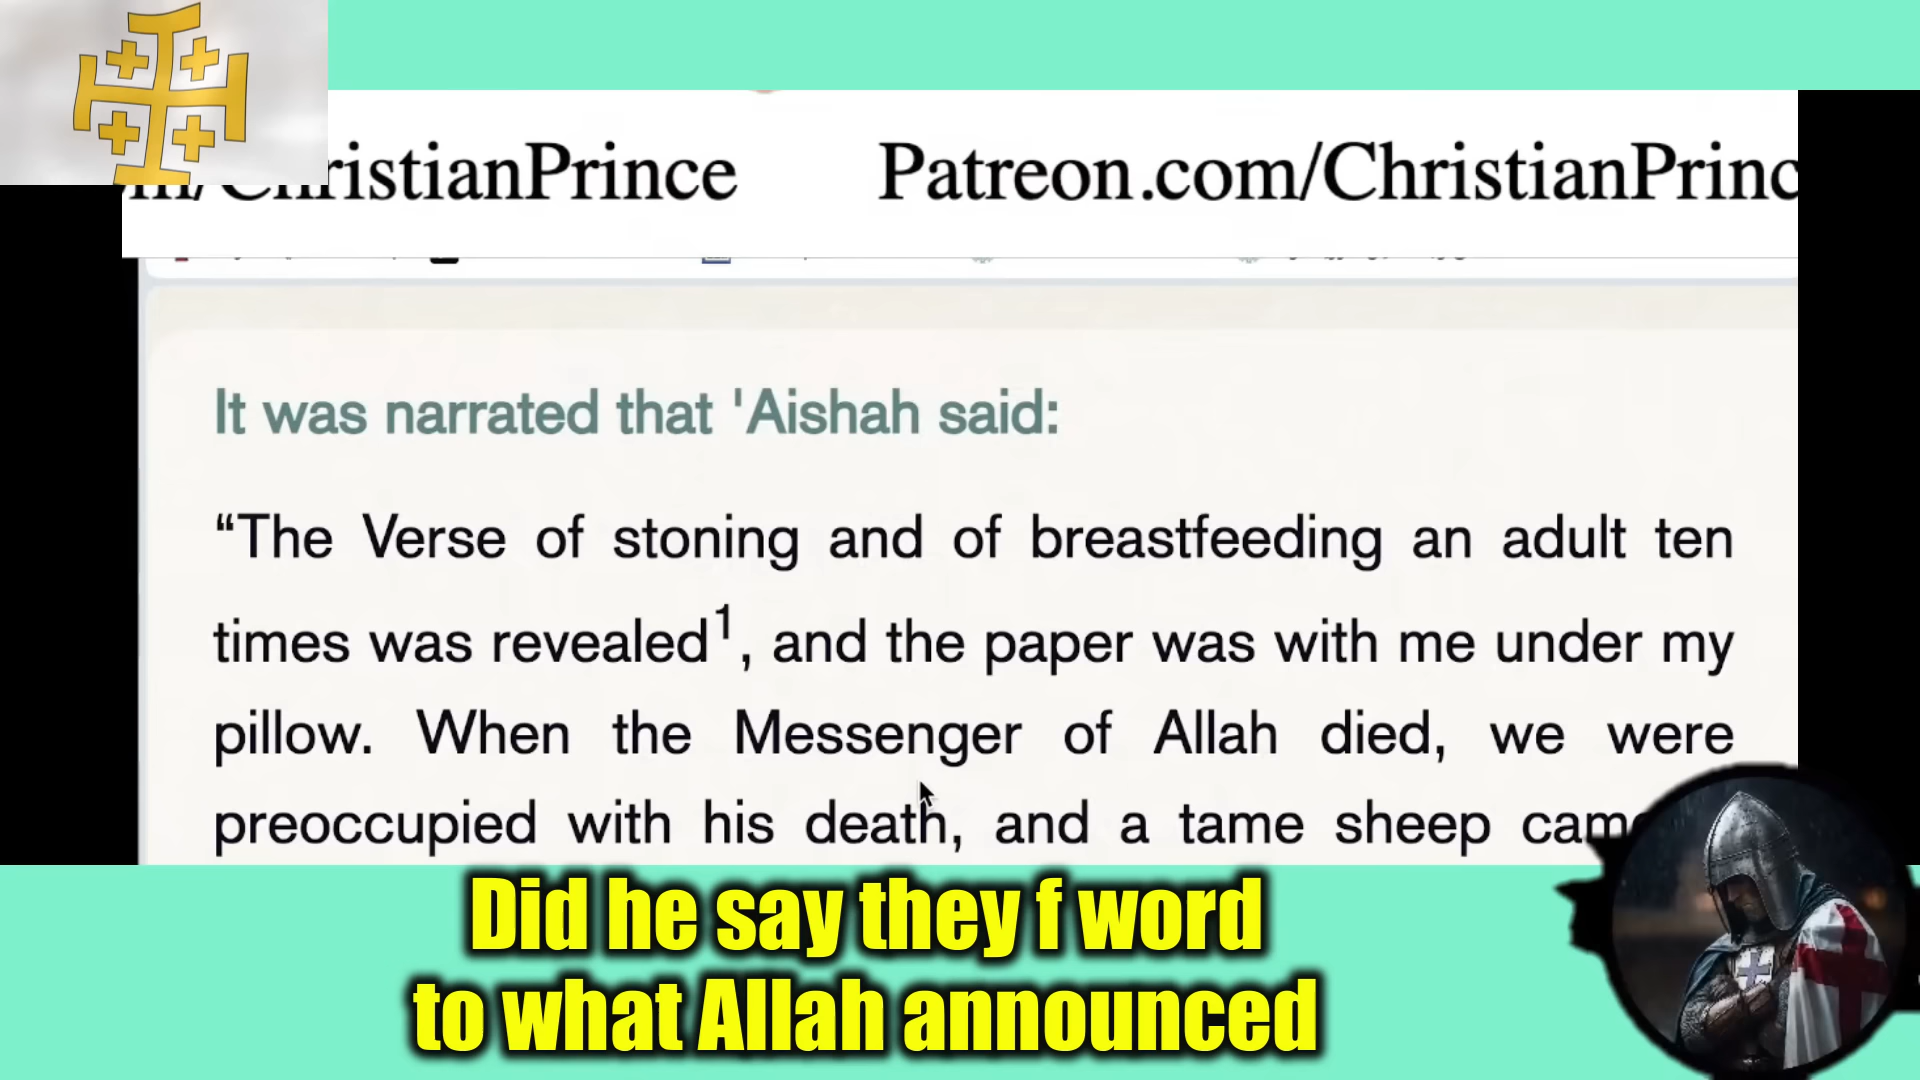 ristianPrince Patreon.com/ChristianPrinc
It was narrated that 'Aishah said:
“The Verse of stoning and of breastfeeding an adult ten
times was revealed1, and the paper was with me under my
pillow. When the Messenger of Allah died, we were
preoccupied with his death, and a tame sheep came
Did he say they f word
to what Allah announced